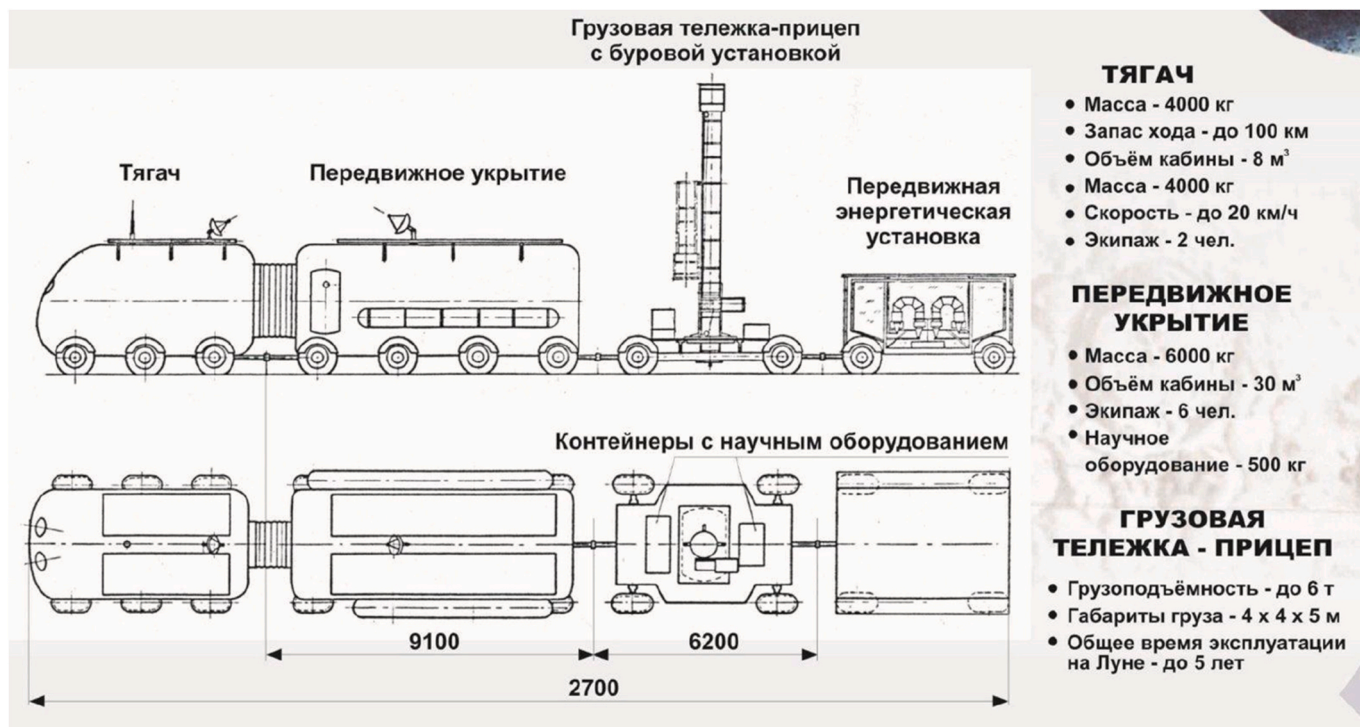 Грузовая тележка-прицеп
с буровой установкой
Тягач
Передвижное укрытие
Передвижная
энергетическая
установка
Контейнеры с научным оборудованием
9100
6200
2700
ТЯГАЧ
• Масса - 4000 кг
• Запас хода - до 100 км
• Объём кабины - 8 м³
• Масса - 4000 кг
• Скорость - до 20 км/ч
• Экипаж - 2 чел.
ПЕРЕДВИЖНОЕ
УКРЫТИЕ
• Масса - 6000 кг
• Объём кабины - 30 м³
• Экипаж - 6 чел.
• Научное
оборудование - 500 кг
ГРУЗОВАЯ
ТЕЛЕЖКА - ПРИЦЕП
• Грузоподъёмность - до 6 т
• Габариты груза - 4 х 4 х 5 м
• Общее время эксплуатации
на Луне - до 5 лет